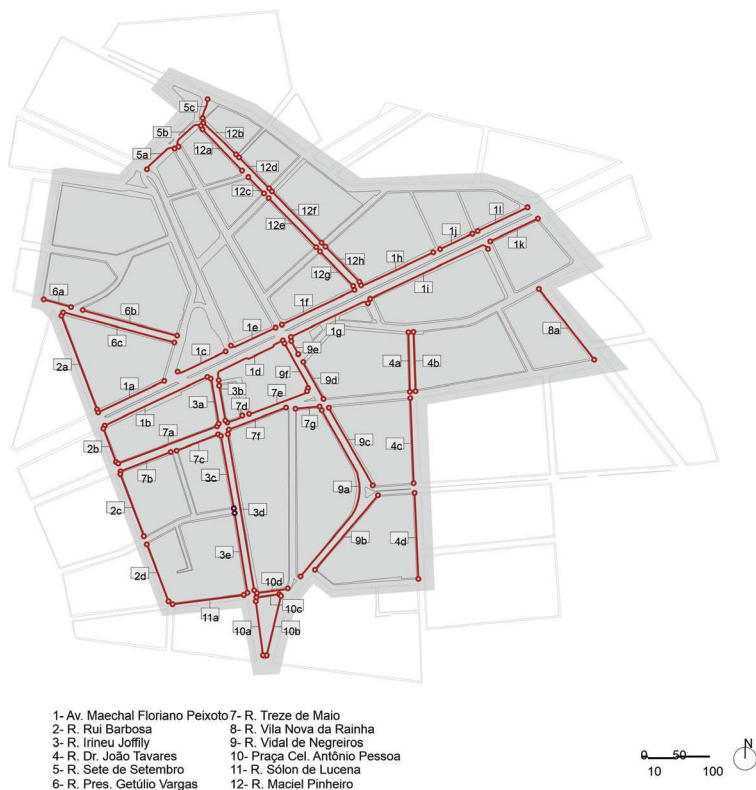 5c
5b
12b
12a
5a
12d
12c
12f
12e
1l
1j
1k
12h
1h
12g
1i
6a
6b
1f
8a
6c
1e
1g
9e
1c
2a
9f
1d
4a
4b
1a
3b
9d
7e
3a
7d
1b
7g
7a
7f
2b
9c
4c
7c
3c
7b
9a
2c
3d
4d
9b
3e
2d
10d
10c
11a
10a
10b
1- Av. Maechal Floriano Peixoto 7- R. Treze de Maio
2- R. Rui Barbosa 8- R. Vila Nova da Rainha
3- R. Irineu Joffily 9- R. Vidal de Negreiros
4- R. Dr. João Tavares 10- Praça Cel. Antônio Pessoa
5- R. Sete de Setembro 11- R. Sólon de Lucena
6- R. Pres. Getúlio Vargas 12- R. Maciel Pinheiro
N
0 50
10 100